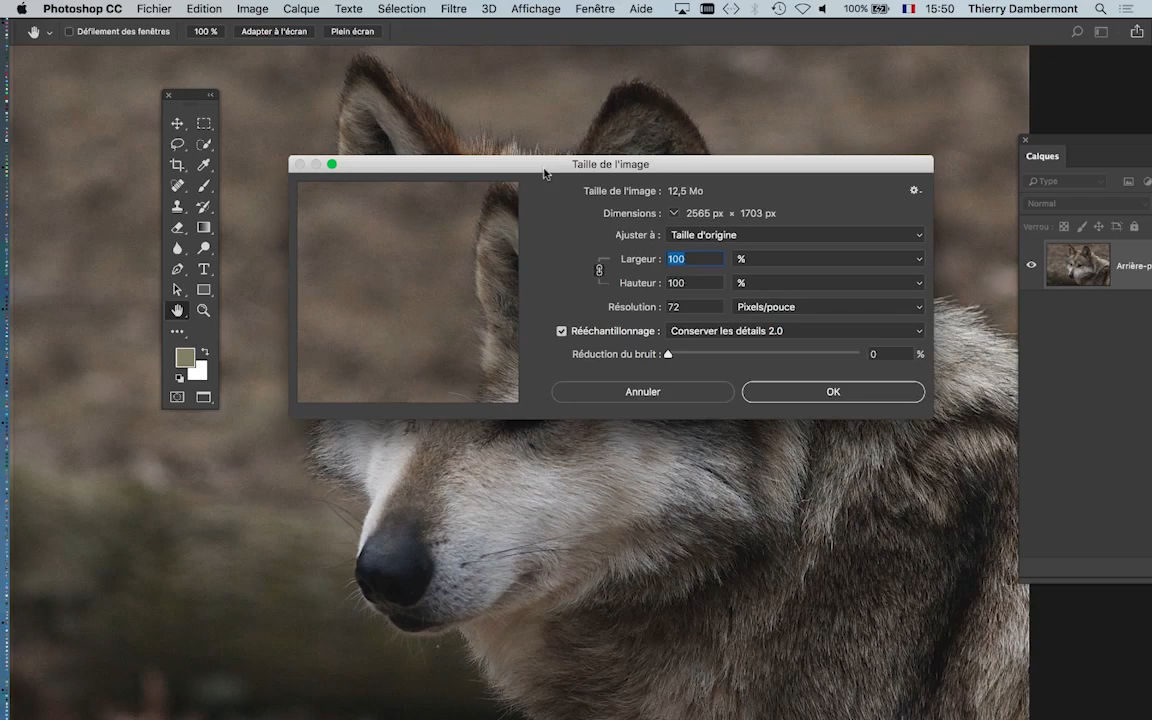 Photoshop CC Fichier Edition Image Calque Texte Sélection Filtre 3D Affichage Fenêtre Aide 100% 15:50 Thierry Dambermont
Défilement des fenêtres 100 % Adapter à l'écran Plein écran
Calques
Type
Normal
Verrou :
Arrière-p
Taille de l'image
Taille de l'image : 12,5 Mo
Dimensions : 2565 px × 1703 px
Ajuster à : Taille d'origine
Largeur : 100 %
Hauteur : 100 %
Résolution : 72 Pixels/pouce
Rééchantillonnage : Conserver les détails 2.0
Réduction du bruit : 0 %
Annuler OK